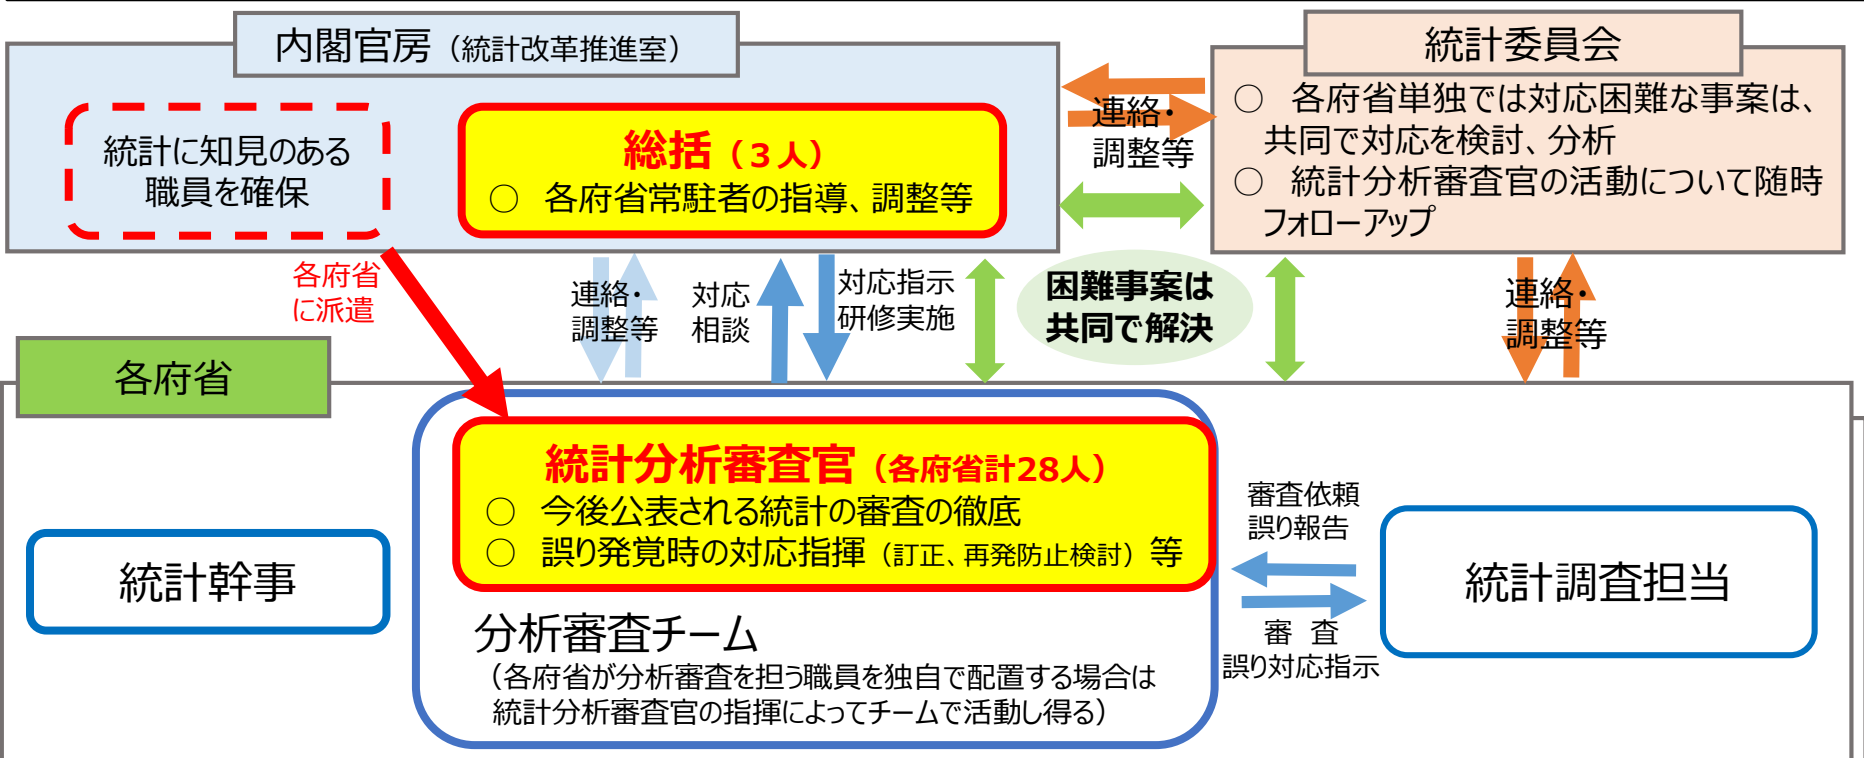 内閣官房（統計改革推進室）
統計に知見のある
職員を確保
総括（３人）
○　各府省常駐者の指導、調整等
連絡・
調整等
統計委員会
○　各府省単独では対応困難な事案は、
共同で対応を検討、分析
○　統計分析審査官の活動について随時
フォローアップ
各府省
に派遣
連絡・
調整等
対応
相談
対応指示
研修実施
困難事案は
共同で解決
連絡・
調整等
各府省
統計幹事
統計分析審査官（各府省計28人）
○　今後公表される統計の審査の徹底
○　誤り発覚時の対応指揮（訂正、再発防止検討）等
分析審査チーム
（各府省が分析審査を担う職員を独自で配置する場合は
統計分析審査官の指揮によってチームで活動し得る）
審査依頼
誤り報告
審　査
誤り対応指示
統計調査担当